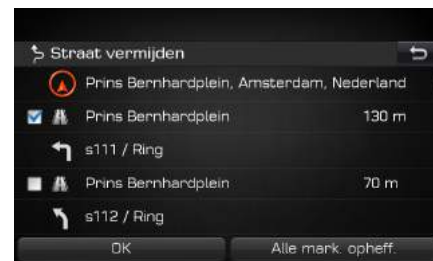 Straat vermijden
Prins Bernhardplein, Amsterdam, Nederland
Prins Bernhardplein 130 m
s111 / Ring
Prins Bernhardplein 70 m
s112 / Ring
OK Alle mark. opheff.